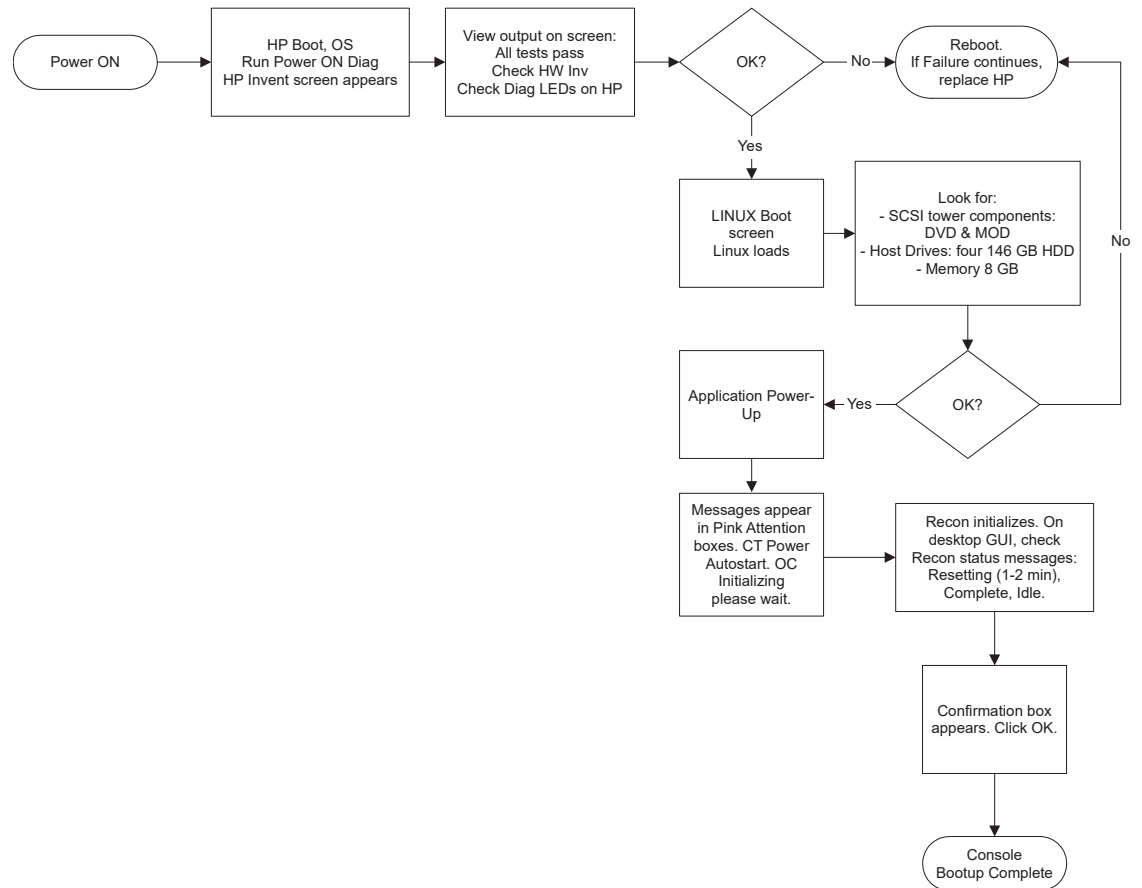 Power ON
HP Boot, OS
Run Power ON Diag
HP Invent screen appears
View output on screen:
All tests pass
Check HW Inv
Check Diag LEDs on HP
OK?
No
Reboot.
If Failure continues,
replace HP
Yes
LINUX Boot
screen
Linux loads
Look for:
- SCSI tower components:
DVD & MOD
- Host Drives: four 146 GB HDD
- Memory 8 GB
No
Application Power-
Up
Yes
OK?
Messages appear
in Pink Attention
boxes. CT Power
Autostart. OC
Initializing
please wait.
Recon initializes. On
desktop GUI, check
Recon status messages:
Resetting (1-2 min),
Complete, Idle.
Confirmation box
appears. Click OK.
Console
Bootup Complete